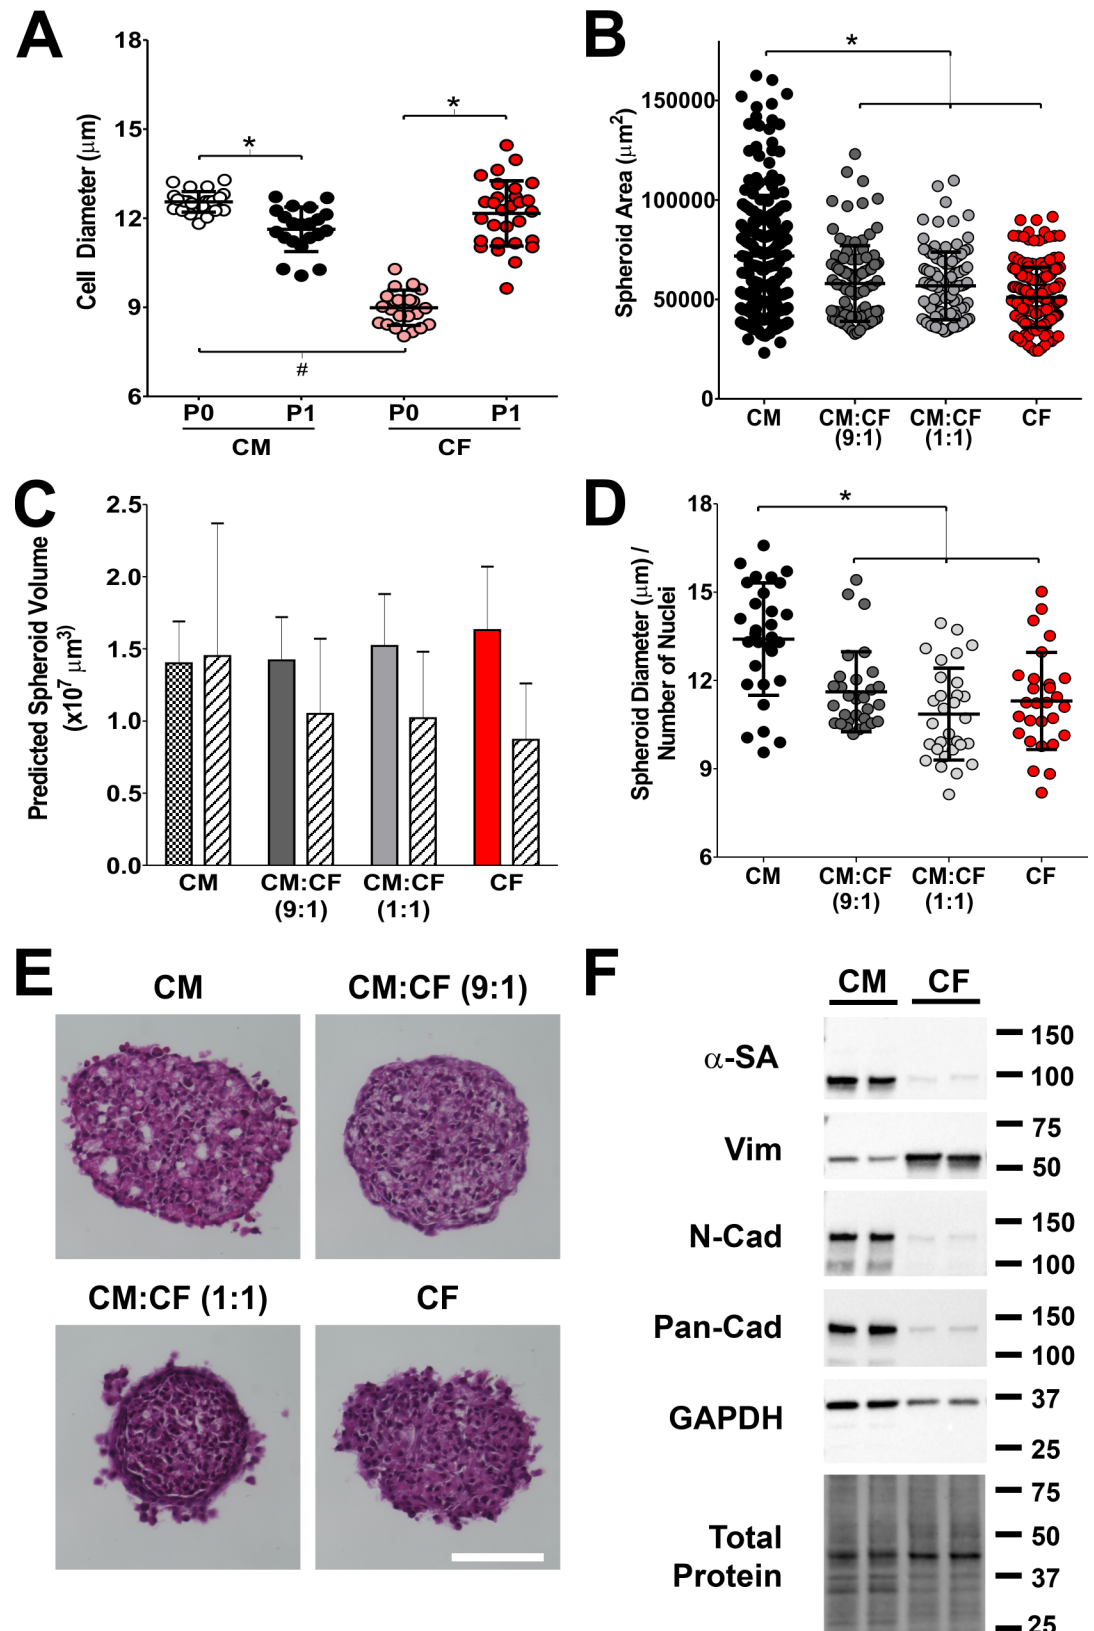 A
Cell Diameter (μm)
18
15
12
9
6
*
*
#
P0 P1 P0 P1
CM CF
B
Spheroid Area (μm²)
150000
100000
50000
0
*
CM CM:CF CM:CF CF
(9:1) (1:1)
C
Predicted Spheroid Volume
(x10⁷ μm³)
2.5
2.0
1.5
1.0
0.5
0.0
CM CM:CF CM:CF CF
(9:1) (1:1)
D
Spheroid Diameter (μm) /
Number of Nuclei
18
15
12
9
6
*
CM CM:CF CM:CF CF
(9:1) (1:1)
E
CM CM:CF (9:1)
CM:CF (1:1) CF
F
CM CF
α-SA
150
100
Vim
75
50
N-Cad
150
100
Pan-Cad
150
100
GAPDH
37
25
Total
Protein
75
50
37
25